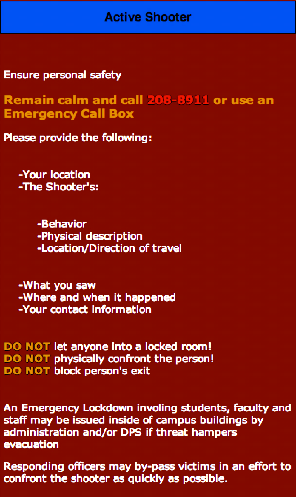 Active Shooter
Ensure personal safety
Remain calm and call 208-8911 or use an
Emergency Call Box
Please provide the following:
-Your location
-The Shooter's:
-Behavior
-Physical description
-Location/Direction of travel
-What you saw
-Where and when it happened
-Your contact information
DO NOT let anyone into a locked room!
DO NOT physically confront the person!
DO NOT block person's exit
An Emergency Lockdown involing students, faculty and
staff may be issued inside of campus buildings by
administration and/or DPS if threat hampers
evacuation
Responding officers may by-pass victims in an effort to
confront the shooter as quickly as possible.